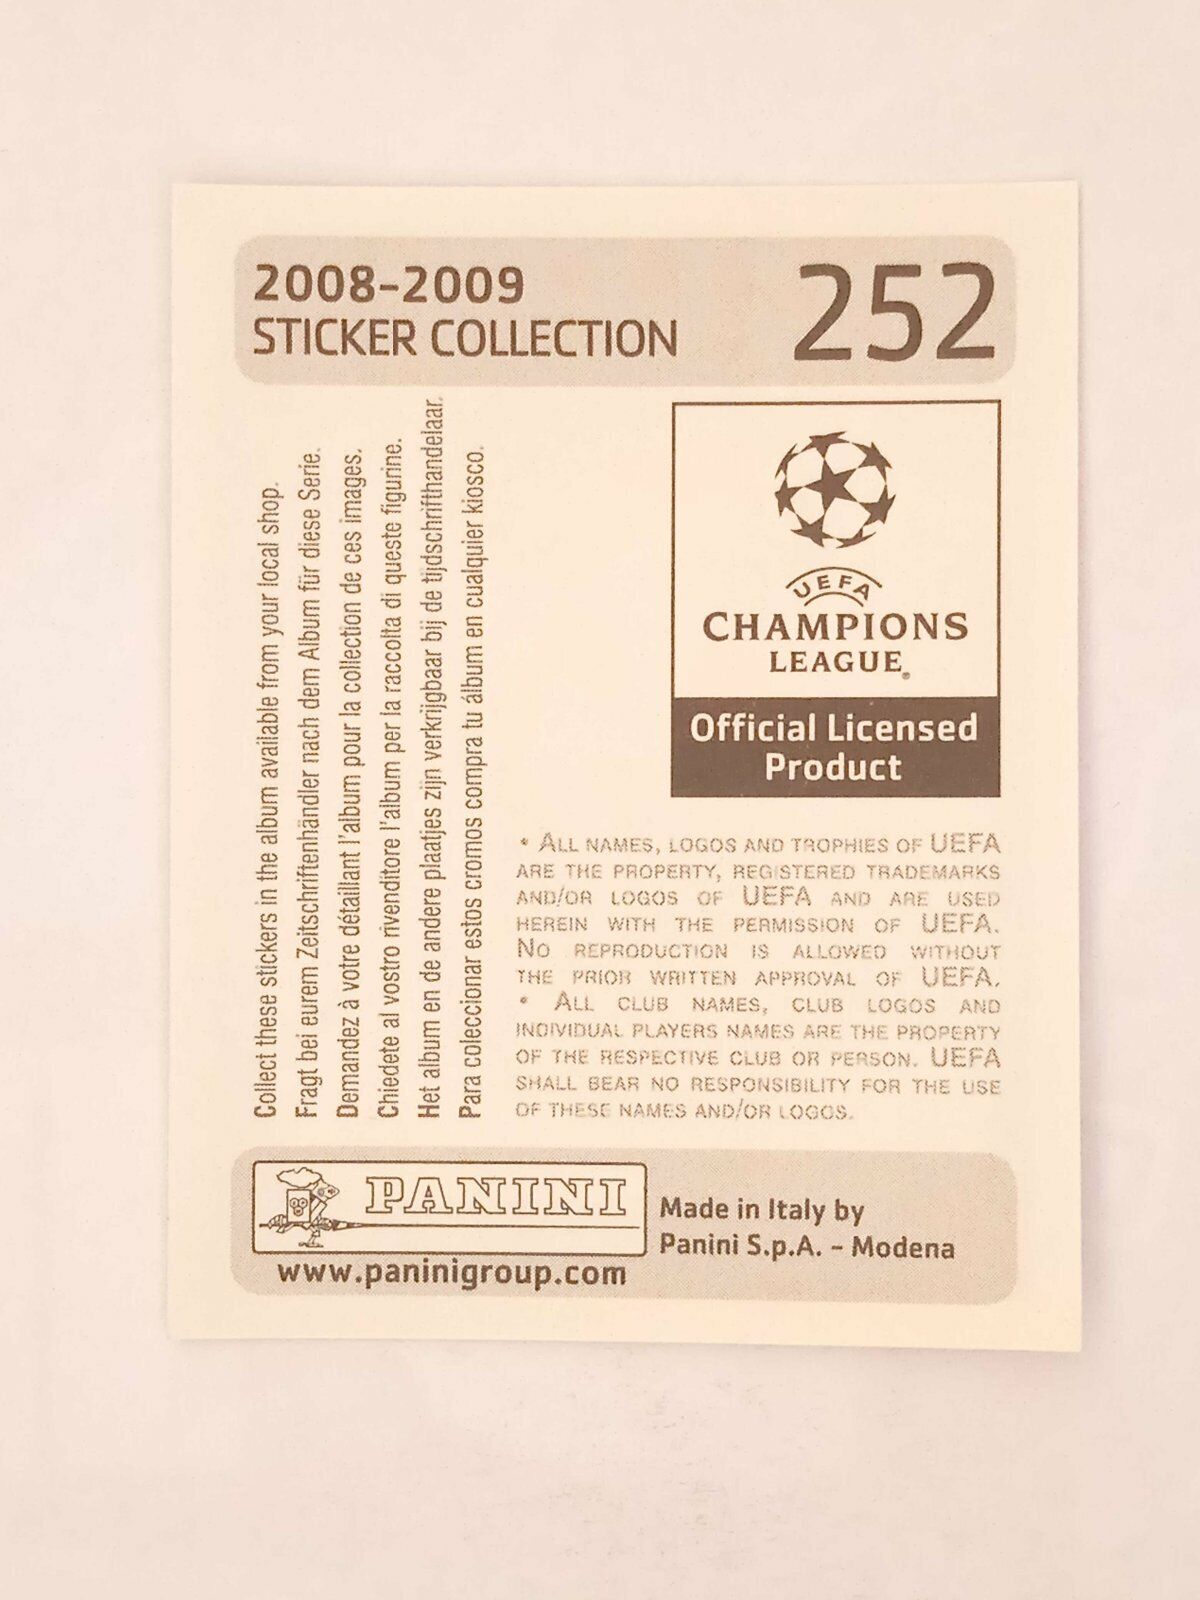 2008-2009
STICKER COLLECTION
252
Collect these stickers in the album available from your local shop.
Fragt bei eurem Zeitschriftenhändler nach dem Album für diese Serie.
Demandez à votre détaillant l'album pour la collection de ces images.
Chiedete al vostro rivenditore l'album per la raccolta di queste figurine.
Het album en de andere plaatjes zijn verkrijgbaar bij de tijdschrifthandelaar.
Para coleccionar estos cromos compra tu álbum en cualquier kiosco.
UEFA
CHAMPIONS
LEAGUE®
Official Licensed
Product
• ALL NAMES, LOGOS AND TROPHIES OF UEFA
ARE THE PROPERTY, REGISTERED TRADEMARKS
AND/OR LOGOS OF UEFA AND ARE USED
HEREIN WITH THE PERMISSION OF UEFA.
NO REPRODUCTION IS ALLOWED WITHOUT
THE PRIOR WRITTEN APPROVAL OF UEFA.
• ALL CLUB NAMES, CLUB LOGOS AND
INDIVIDUAL PLAYERS NAMES ARE THE PROPERTY
OF THE RESPECTIVE CLUB OR PERSON. UEFA
SHALL BEAR NO RESPONSIBILITY FOR THE USE
OF THESE NAMES AND/OR LOGOS.
PANINI
www.paninigroup.com
Made in Italy by
Panini S.p.A. - Modena